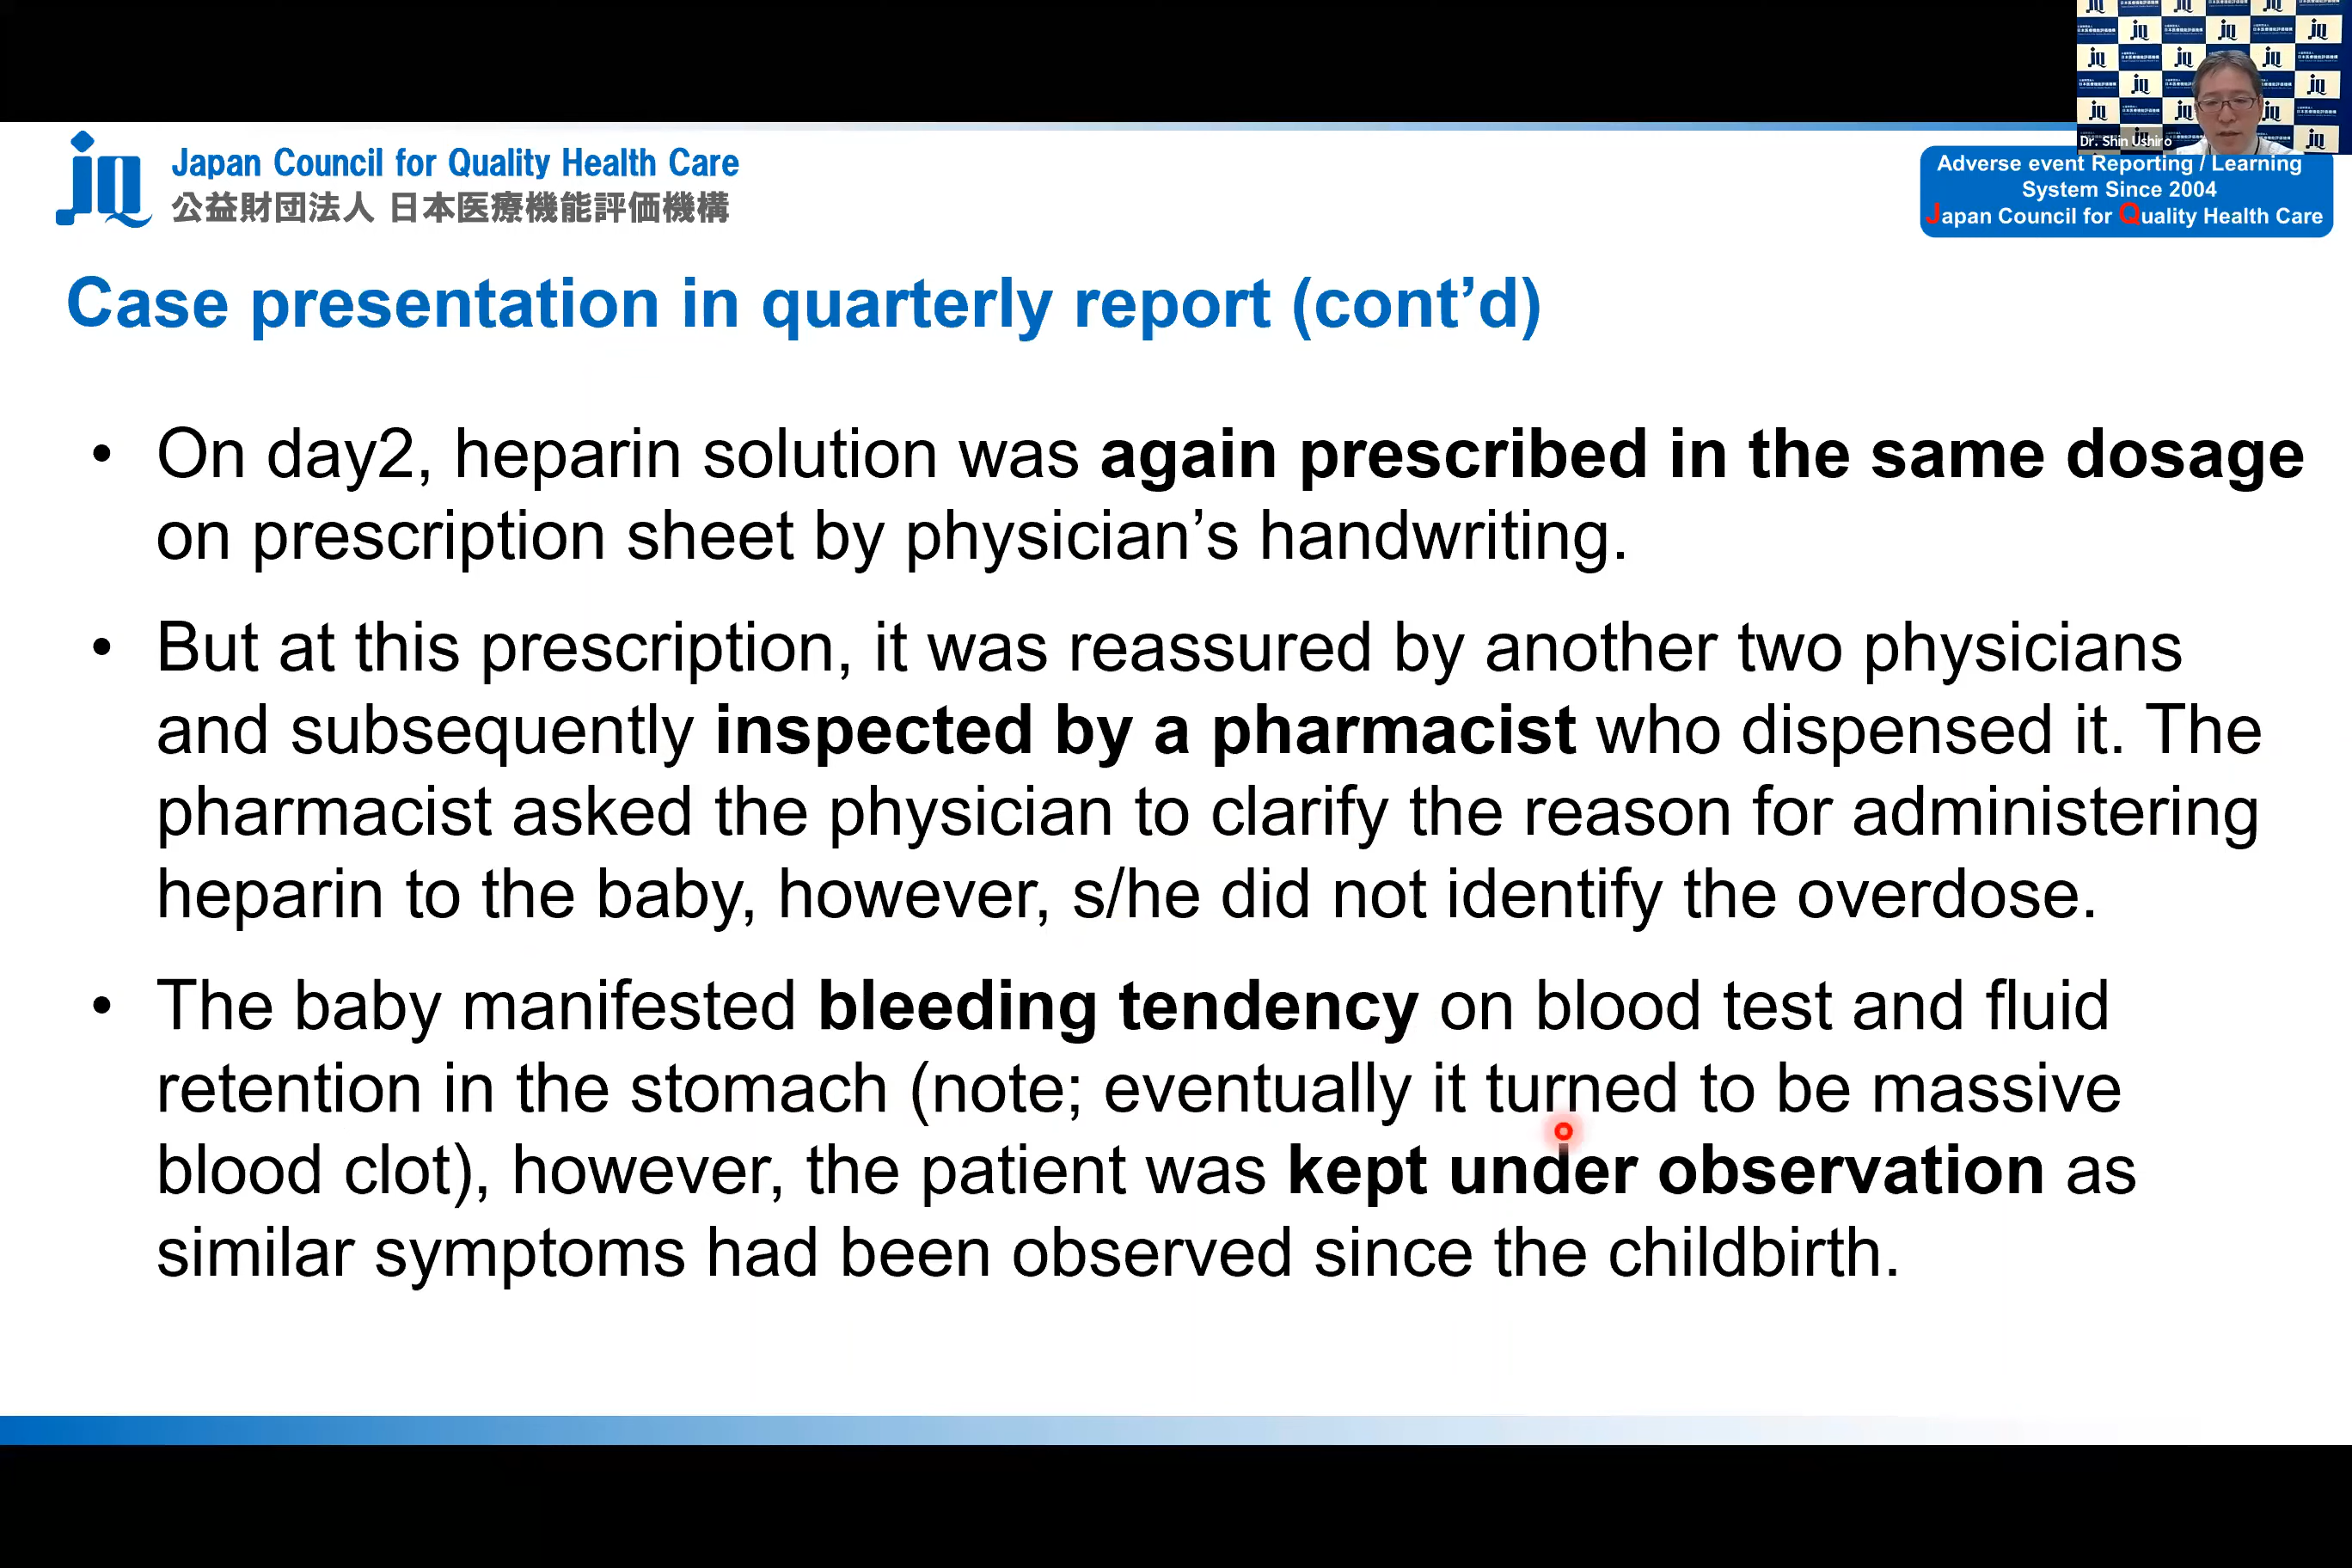 Japan Council for Quality Health Care
公益財団法人 日本医療機能評価機構
Dr. Shin Ushiro
Adverse event Reporting / Learning
System Since 2004
Japan Council for Quality Health Care
Case presentation in quarterly report (cont’d)
• On day2, heparin solution was again prescribed in the same dosage
on prescription sheet by physician’s handwriting.
• But at this prescription, it was reassured by another two physicians
and subsequently inspected by a pharmacist who dispensed it. The
pharmacist asked the physician to clarify the reason for administering
heparin to the baby, however, s/he did not identify the overdose.
• The baby manifested bleeding tendency on blood test and fluid
retention in the stomach (note; eventually it turned to be massive
blood clot), however, the patient was kept under observation as
similar symptoms had been observed since the childbirth.